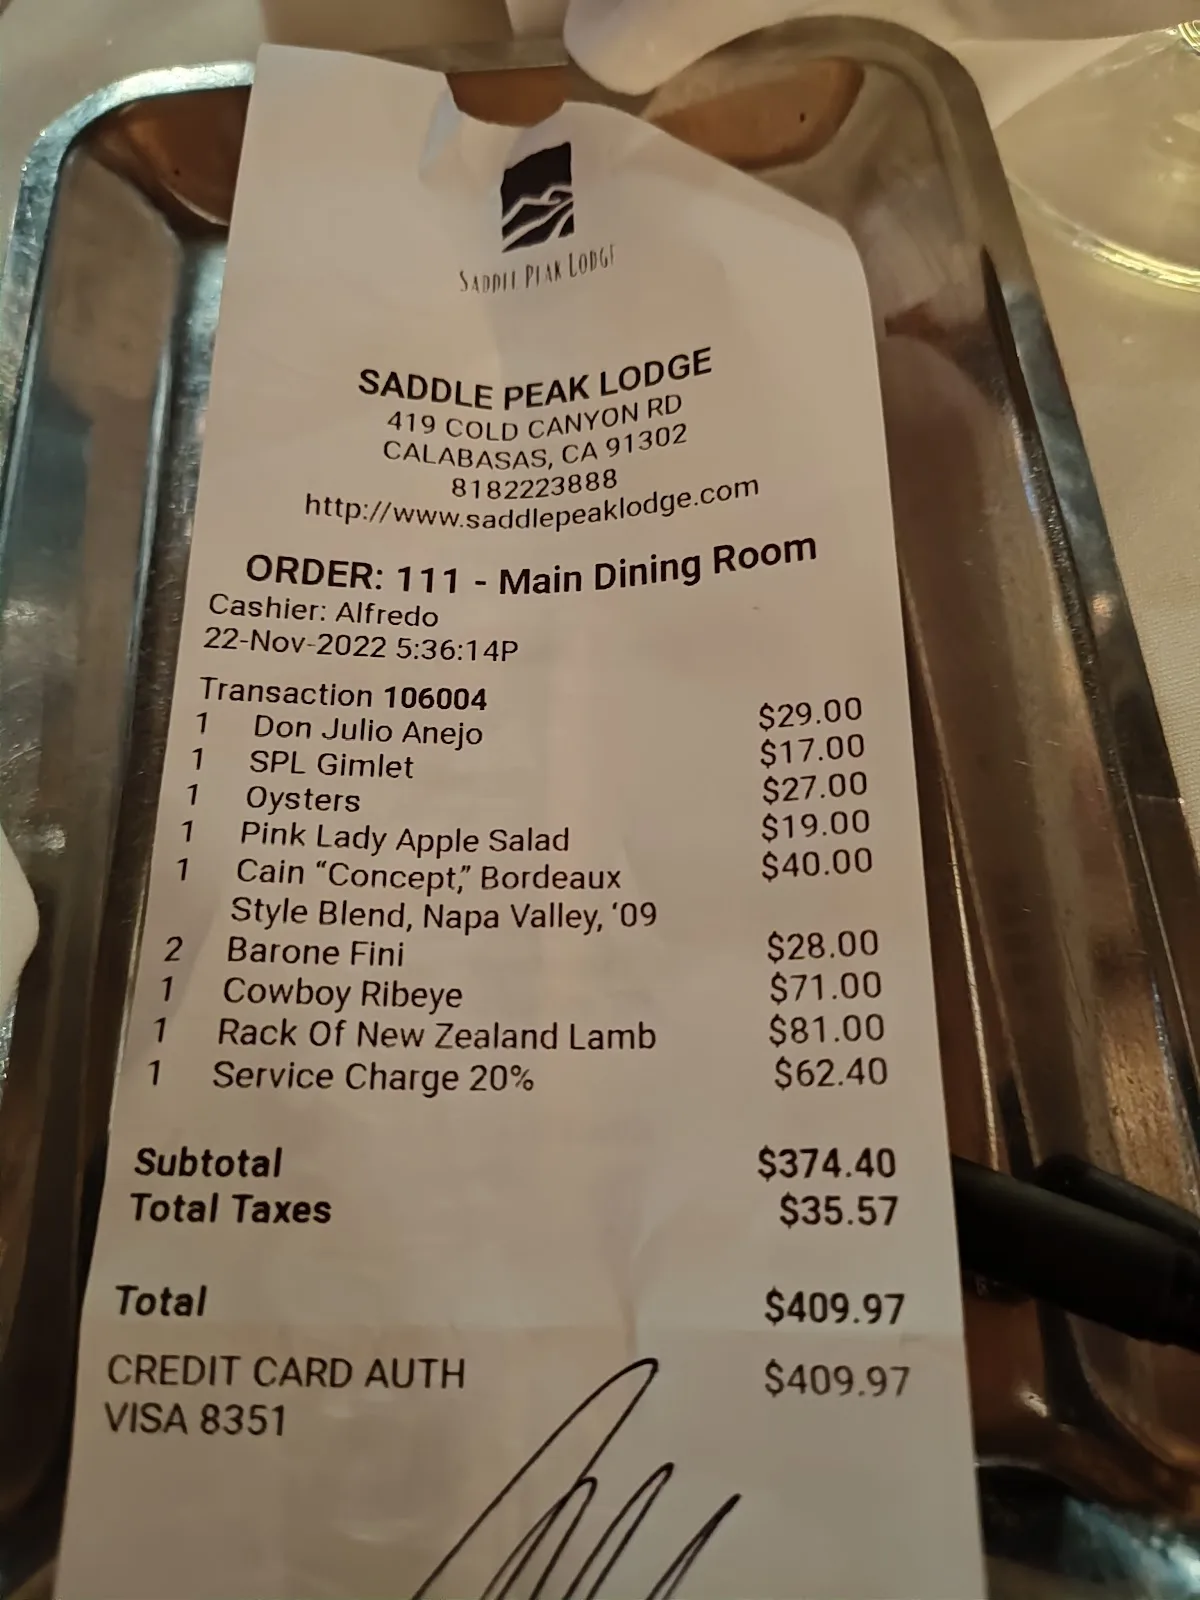 SADDLE PEAK LODGE
SADDLE PEAK LODGE
419 COLD CANYON RD
CALABASAS, CA 91302
8182223888
http://www.saddlepeaklodge.com
ORDER: 111 - Main Dining Room
Cashier: Alfredo
22-Nov-2022 5:36:14P
Transaction 106004
1 Don Julio Anejo $29.00
1 SPL Gimlet $17.00
1 Oysters $27.00
1 Pink Lady Apple Salad $19.00
1 Cain “Concept,” Bordeaux $40.00
Style Blend, Napa Valley, ‘09
2 Barone Fini $28.00
1 Cowboy Ribeye $71.00
1 Rack Of New Zealand Lamb $81.00
1 Service Charge 20% $62.40
Subtotal $374.40
Total Taxes $35.57
Total $409.97
CREDIT CARD AUTH $409.97
VISA 8351